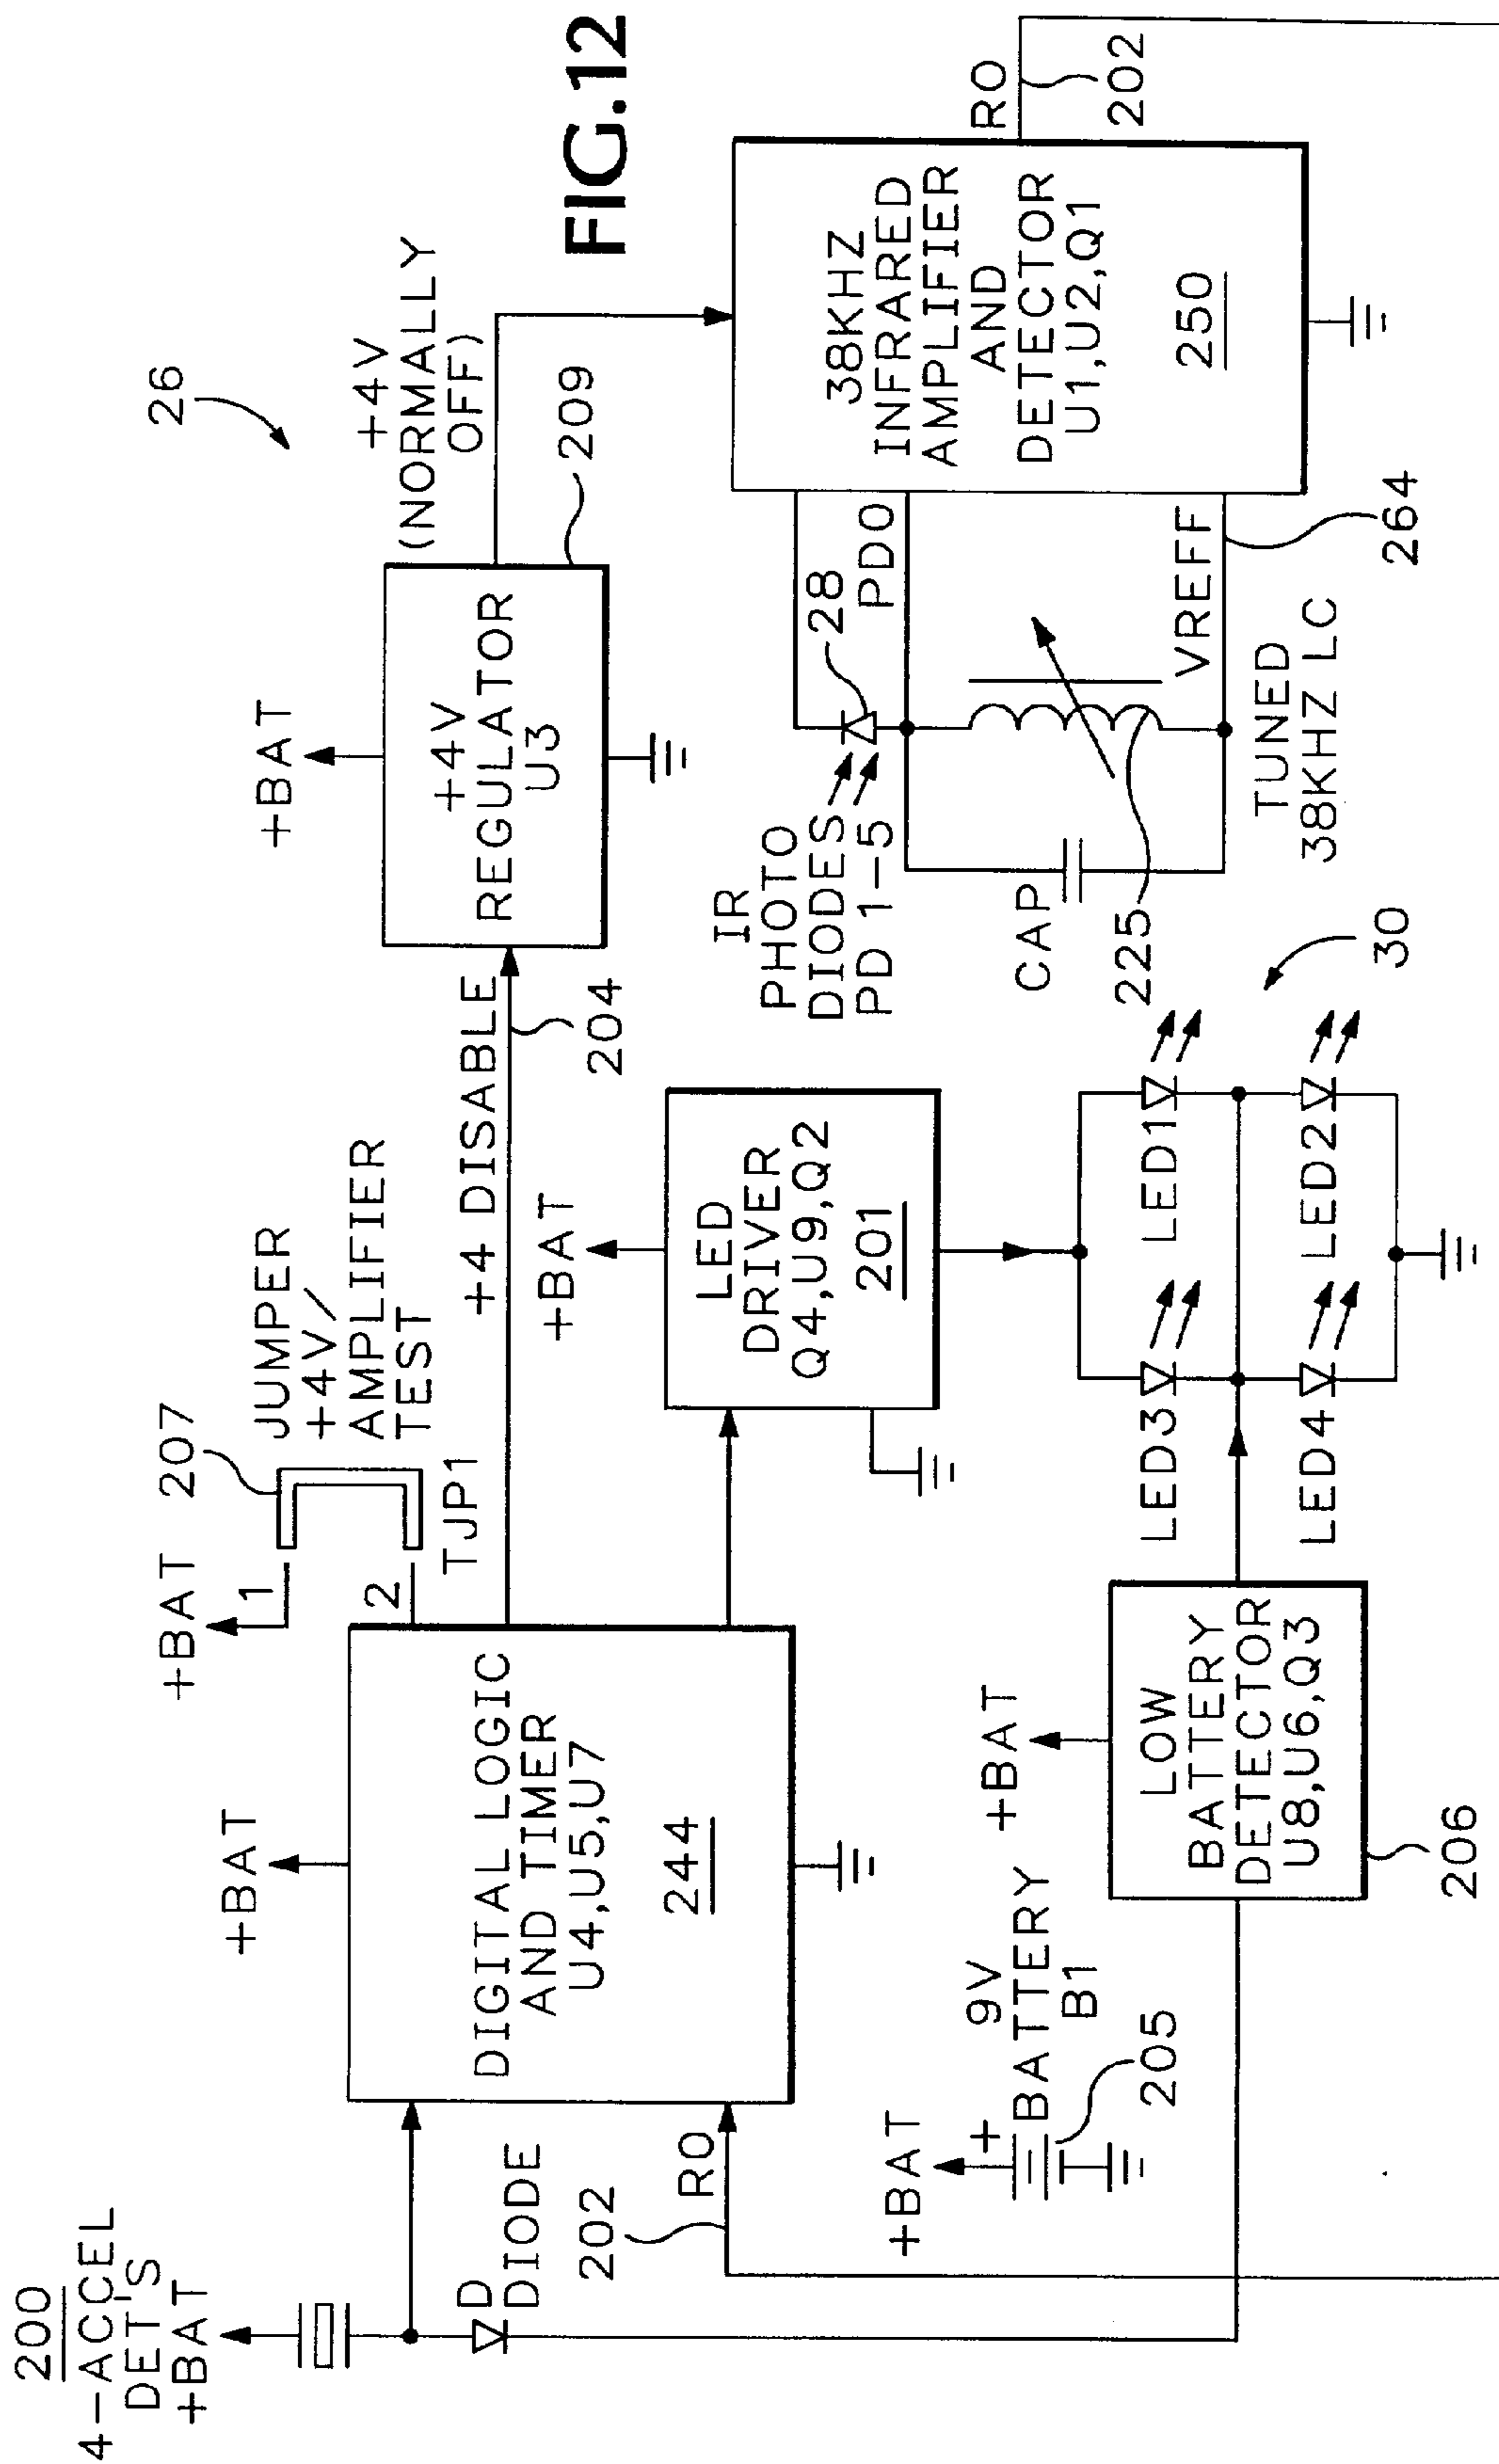 200
4-ACCEL
DET'S
+BAT
D
DIODE
202
RO
+BAT
DIGITAL LOGIC
AND TIMER
U4,U5,U7
244
+BAT
1
2
207
JUMPER
+4V/
AMPLIFIER
TEST
TJP1
+4 DISABLE
204
+BAT
+4V
REGULATOR
U3
209
+4V
(NORMALLY
OFF)
26
FIG.12
+BAT
LED
DRIVER
Q4,U9,Q2
201
+BAT
+
9V
BATTERY
B1
205
+BAT
LOW
BATTERY
DETECTOR
U8,U6,Q3
206
LED3
LED1
LED4
LED2
30
IR
PHOTO
DIODES
PD 1-5
28
PDO
CAP
225
VREFF
264
TUNED
38KHZ LC
38KHZ
INFRARED
AMPLIFIER
AND
DETECTOR
U1,U2,Q1
250
RO
202